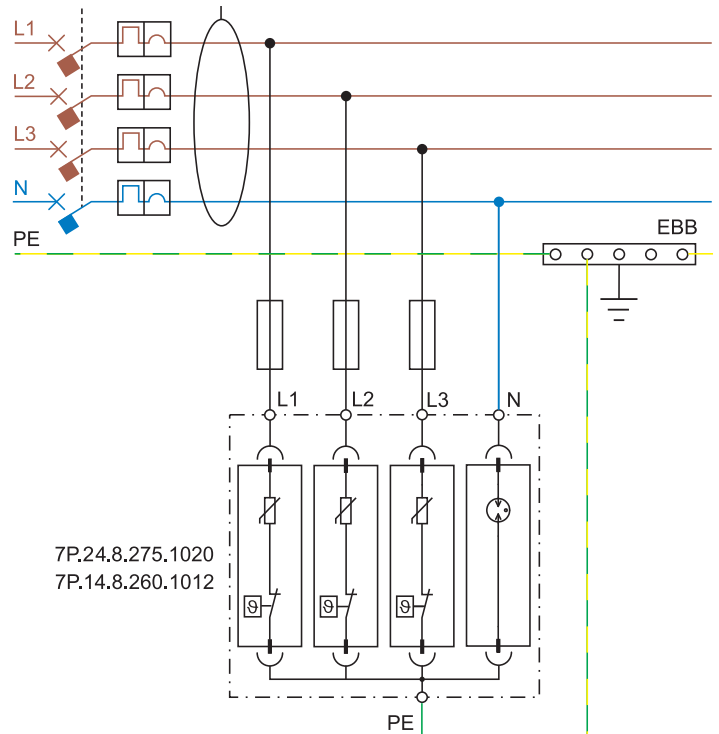 L1
L2
L3
N
PE
EBB
L1
L2
L3
N
7P.24.8.275.1020
7P.14.8.260.1012
ϑ
ϑ
ϑ
PE